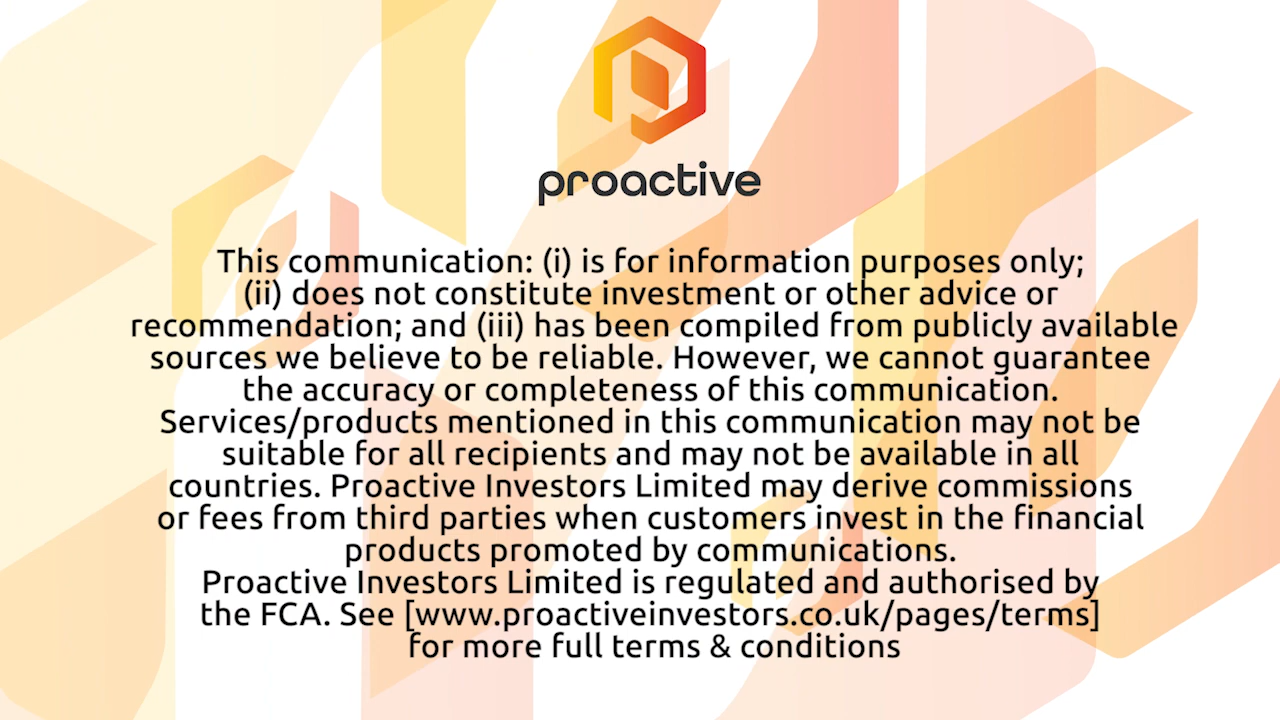 proactive
This communication: (i) is for information purposes only;
(ii) does not constitute investment or other advice or
recommendation; and (iii) has been compiled from publicly available
sources we believe to be reliable. However, we cannot guarantee
the accuracy or completeness of this communication.
Services/products mentioned in this communication may not be
suitable for all recipients and may not be available in all
countries. Proactive Investors Limited may derive commissions
or fees from third parties when customers invest in the financial
products promoted by communications.
Proactive Investors Limited is regulated and authorised by
the FCA. See [www.proactiveinvestors.co.uk/pages/terms]
for more full terms & conditions